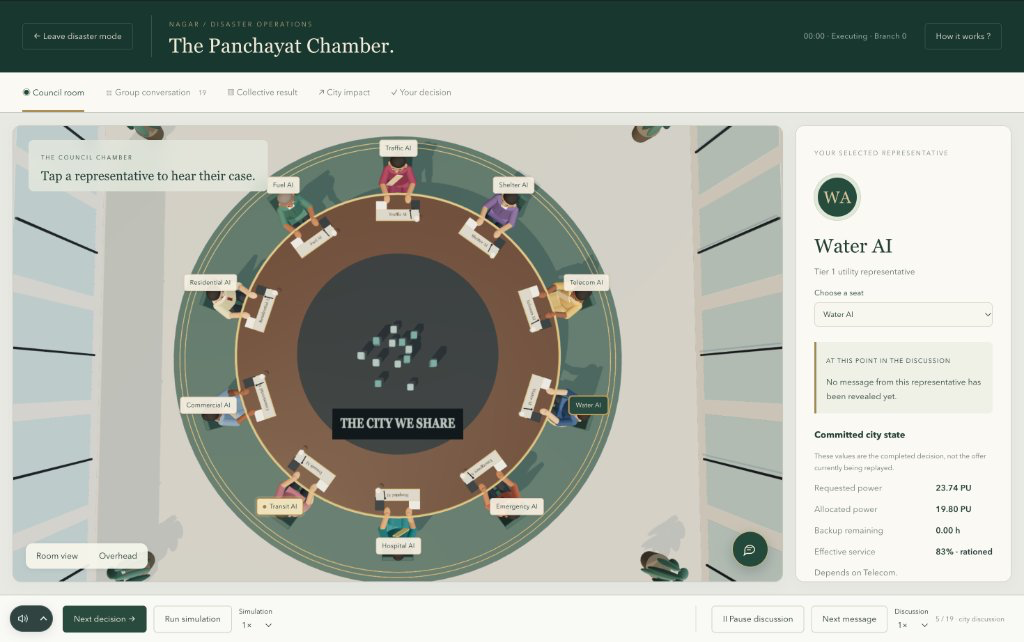 ← Leave disaster mode
NAGAR / DISASTER OPERATIONS
The Panchayat Chamber.
00:00 · Executing · Branch 0
How it works ?
Council room
Group conversation 19
Collective result
City impact
Your decision
THE COUNCIL CHAMBER
Tap a representative to hear their case.
Traffic AI
Fuel AI
Shelter AI
Traffic AI
Residential AI
Telecom AI
Commercial AI
Water AI
THE CITY WE SHARE
Transit AI
Emergency AI
Hospital AI
Room view
Overhead
YOUR SELECTED REPRESENTATIVE
WA
Water AI
Tier 1 utility representative
Choose a seat
Water AI
AT THIS POINT IN THE DISCUSSION
No message from this representative has
been revealed yet.
Committed city state
These values are the completed decision, not the offer
currently being replayed.
Requested power 23.74 PU
Allocated power 19.80 PU
Backup remaining 0.00 h
Effective service 83% · rationed
Depends on Telecom.
Next decision →
Run simulation
Simulation
1×
II Pause discussion
Next message
Discussion
1×
5 / 19 city discussion